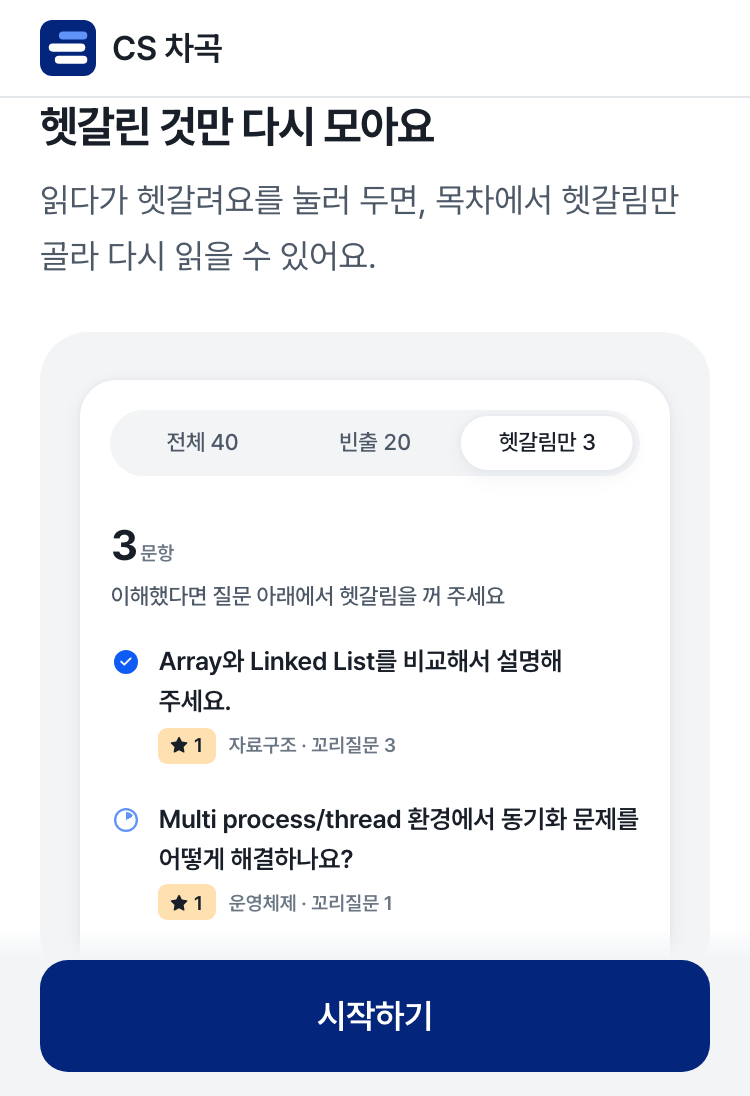 CS 차곡
헷갈린 것만 다시 모아요
읽다가 헷갈려요를 눌러 두면, 목차에서 헷갈림만
골라 다시 읽을 수 있어요.
전체 40
빈출 20
헷갈림만 3
3 문항
이해했다면 질문 아래에서 헷갈림을 꺼 주세요
Array와 Linked List를 비교해서 설명해
주세요.
★ 1 자료구조 · 꼬리질문 3
Multi process/thread 환경에서 동기화 문제를
어떻게 해결하나요?
★ 1 운영체제 · 꼬리질문 1
시작하기